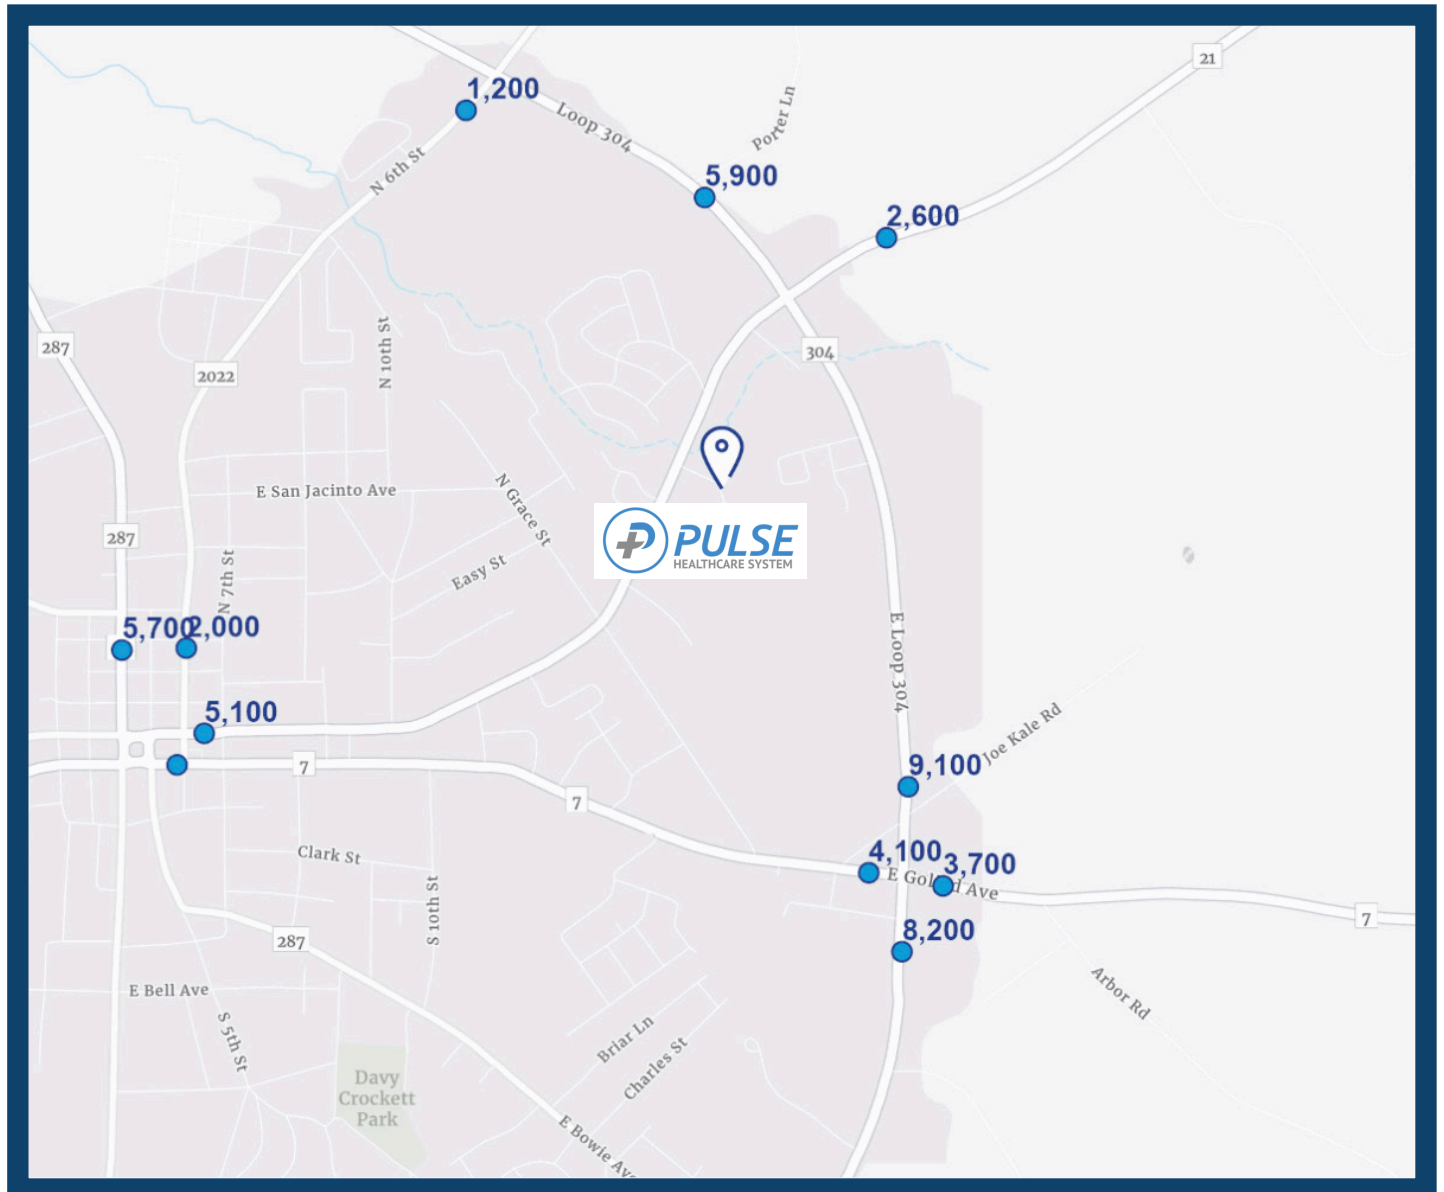 21
1,200
Loop 304
Porter Ln
N 6th St
5,900
2,600
287
304
N 10th St
2022
E San Jacinto Ave
N Grace St
287
PULSE
HEALTHCARE SYSTEM
Easy St
N 7th St
5,700
2,000
E Loop 304
5,100
Joe Kale Rd
9,100
7
7
4,100
3,700
Clark St
E Goliad Ave
S 10th St
7
8,200
287
E Bell Ave
Arbor Rd
S 5th St
Briar Ln
Charles St
Davy
Crockett
Park
E Bowie Ave